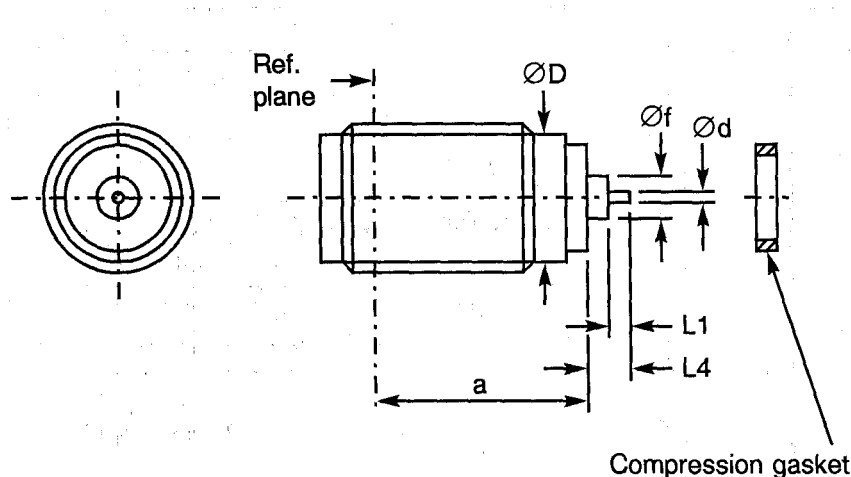 Ref.
plane
ØD
Øf
Ød
L1
L4
a
Compression gasket